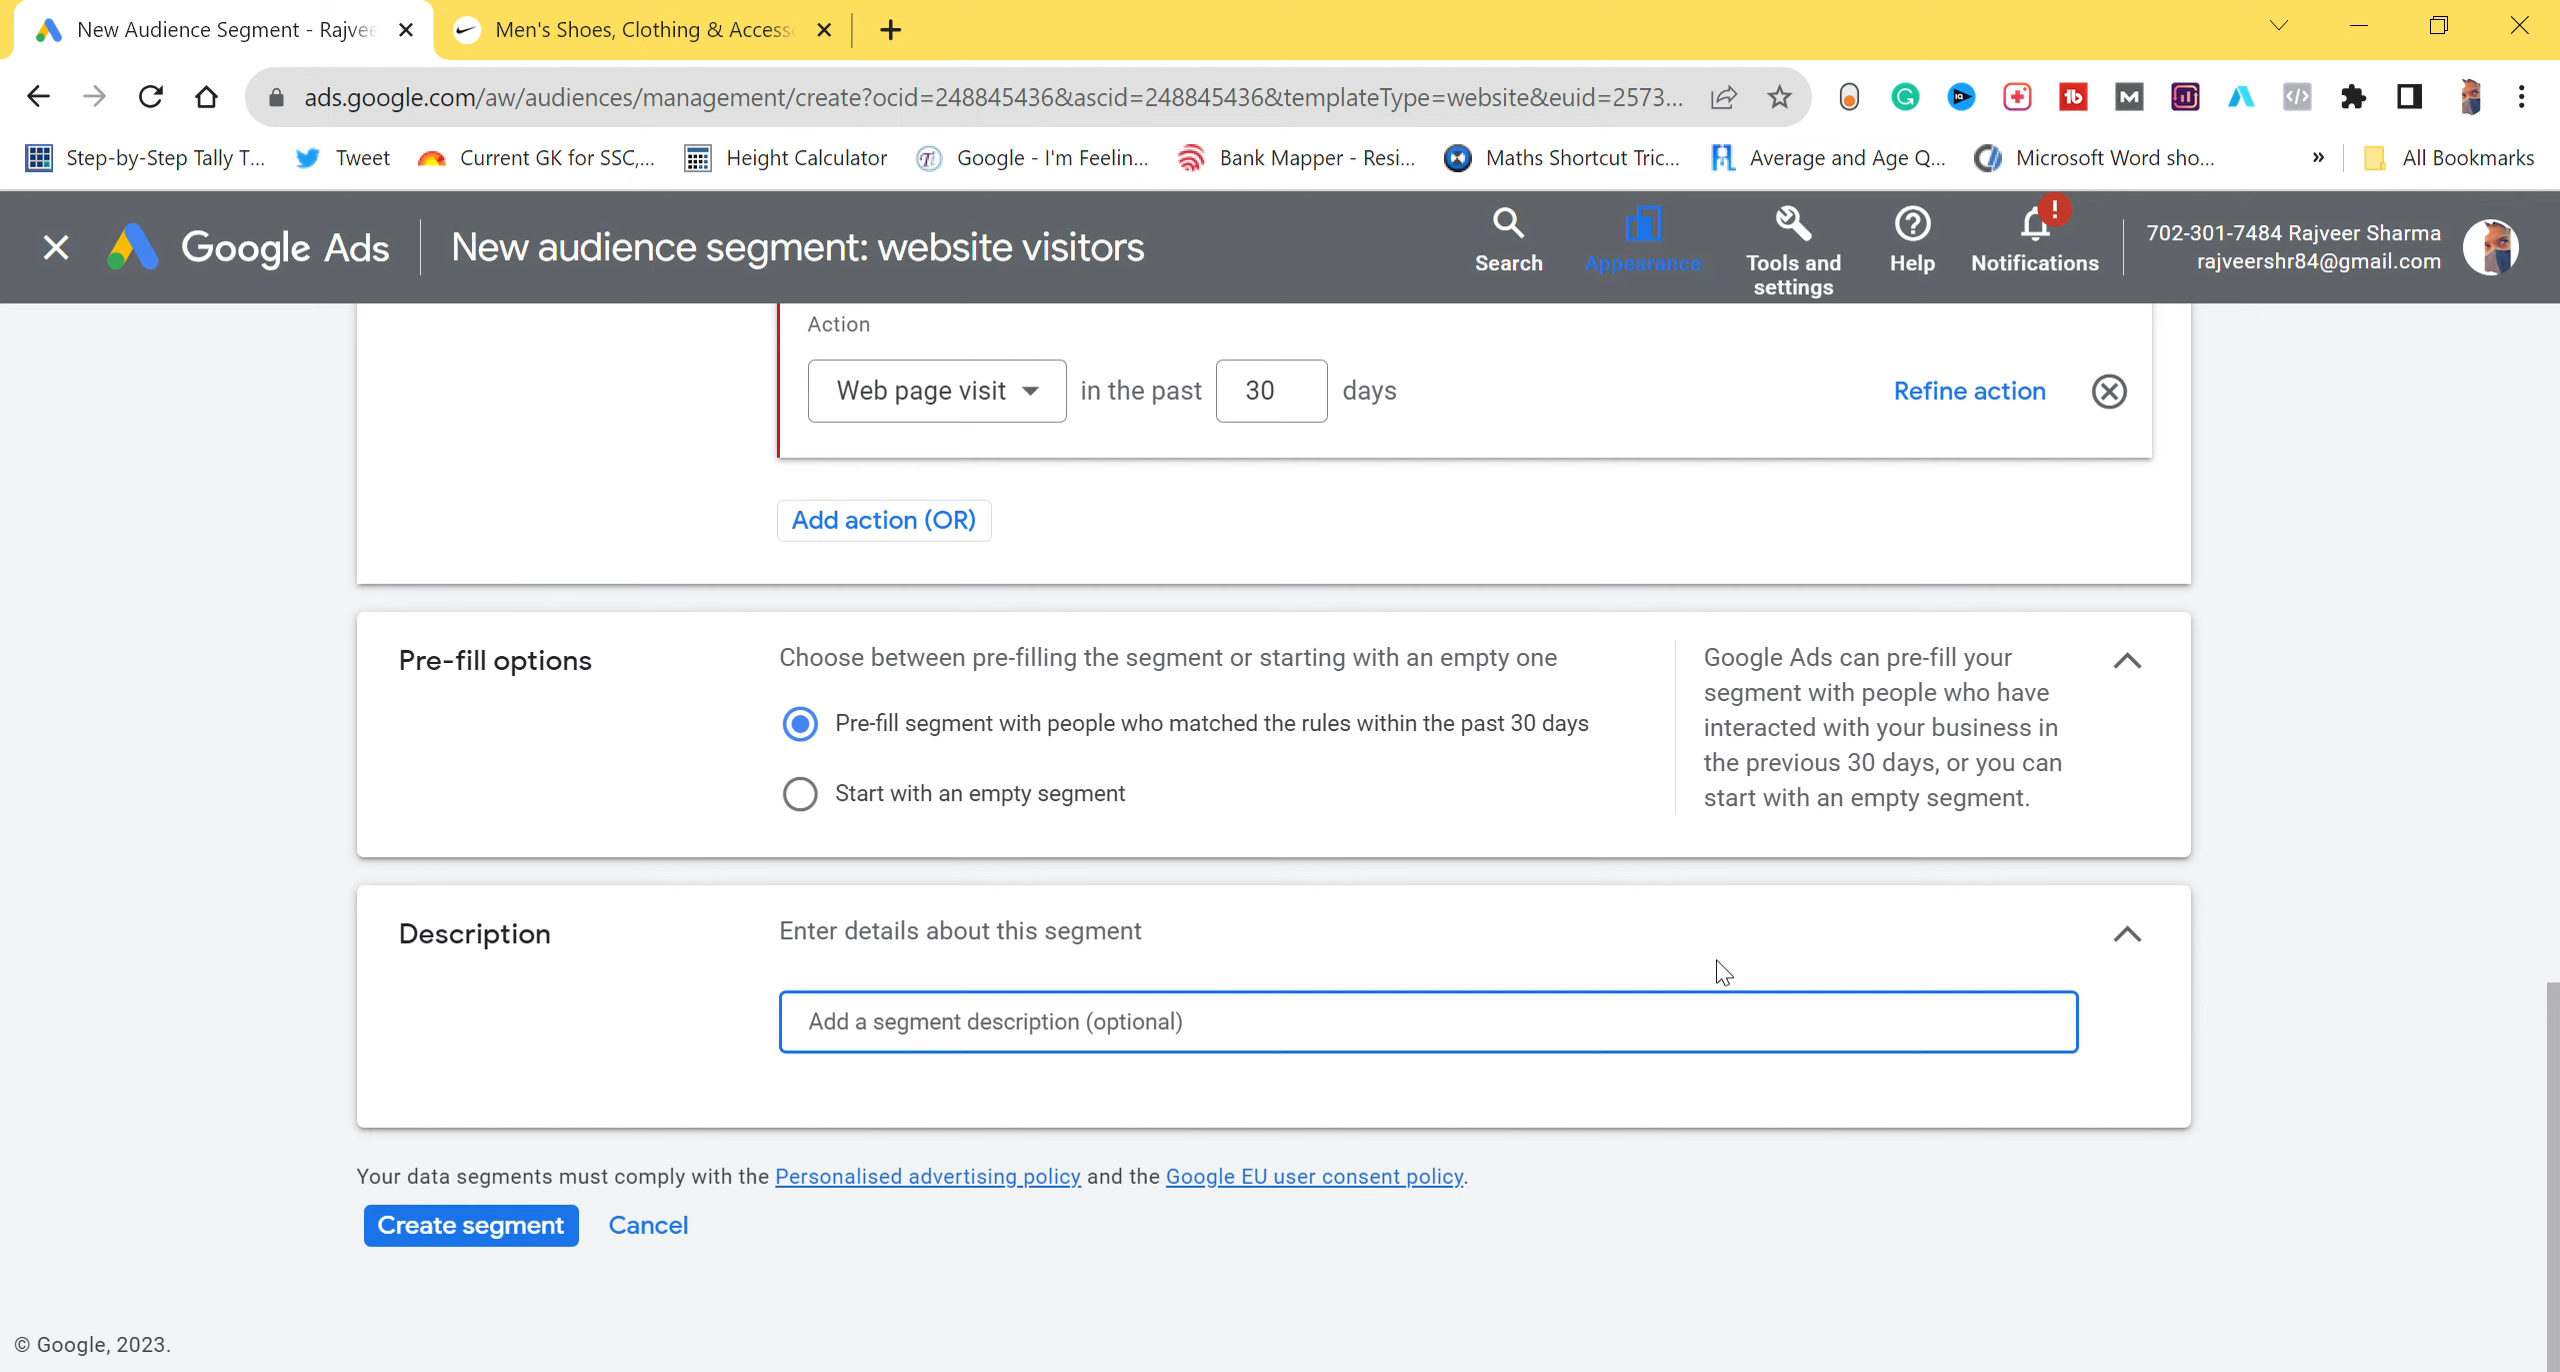 New Audience Segment - Rajvee
Men's Shoes, Clothing & Access
ads.google.com/aw/audiences/management/create?ocid=248845436&ascid=248845436&templateType=website&euid=2573...
Step-by-Step Tally T...
Tweet
Current GK for SSC,...
Height Calculator
Google - I'm Feelin...
Bank Mapper - Resi...
Maths Shortcut Tric...
Average and Age Q...
Microsoft Word sho...
»
All Bookmarks
Google Ads
New audience segment: website visitors
Search
Appearance
Tools and
settings
Help
Notifications
702-301-7484 Rajveer Sharma
rajveershr84@gmail.com
Action
Web page visit
in the past
30
days
Refine action
Add action (OR)
Pre-fill options
Choose between pre-filling the segment or starting with an empty one
Pre-fill segment with people who matched the rules within the past 30 days
Start with an empty segment
Google Ads can pre-fill your
segment with people who have
interacted with your business in
the previous 30 days, or you can
start with an empty segment.
Description
Enter details about this segment
Add a segment description (optional)
Your data segments must comply with the Personalised advertising policy and the Google EU user consent policy.
Create segment
Cancel
© Google, 2023.